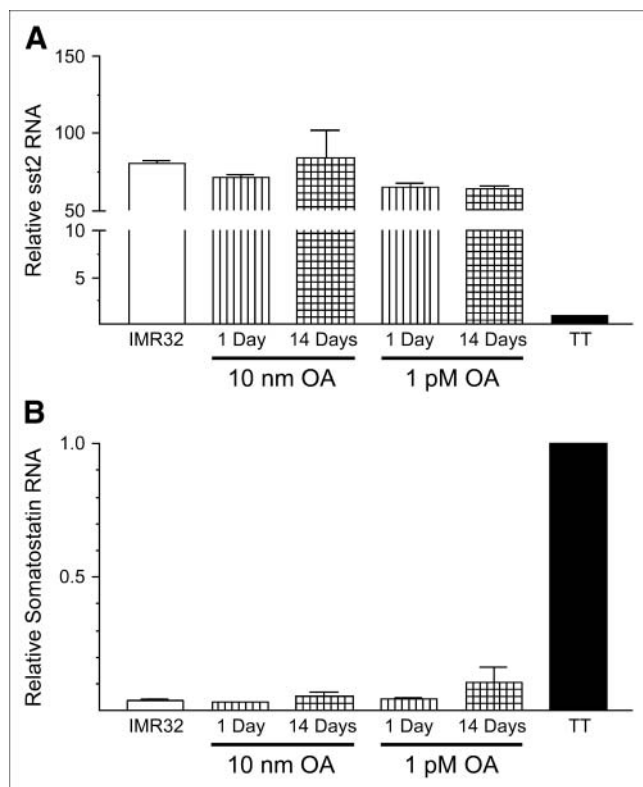 A
Relative sst2 RNA
150
100
50
10
5
IMR32
1 Day
14 Days
1 Day
14 Days
TT
10 nm OA
1 pM OA
B
Relative Somatostatin RNA
1.0
0.5
IMR32
1 Day
14 Days
1 Day
14 Days
TT
10 nm OA
1 pM OA